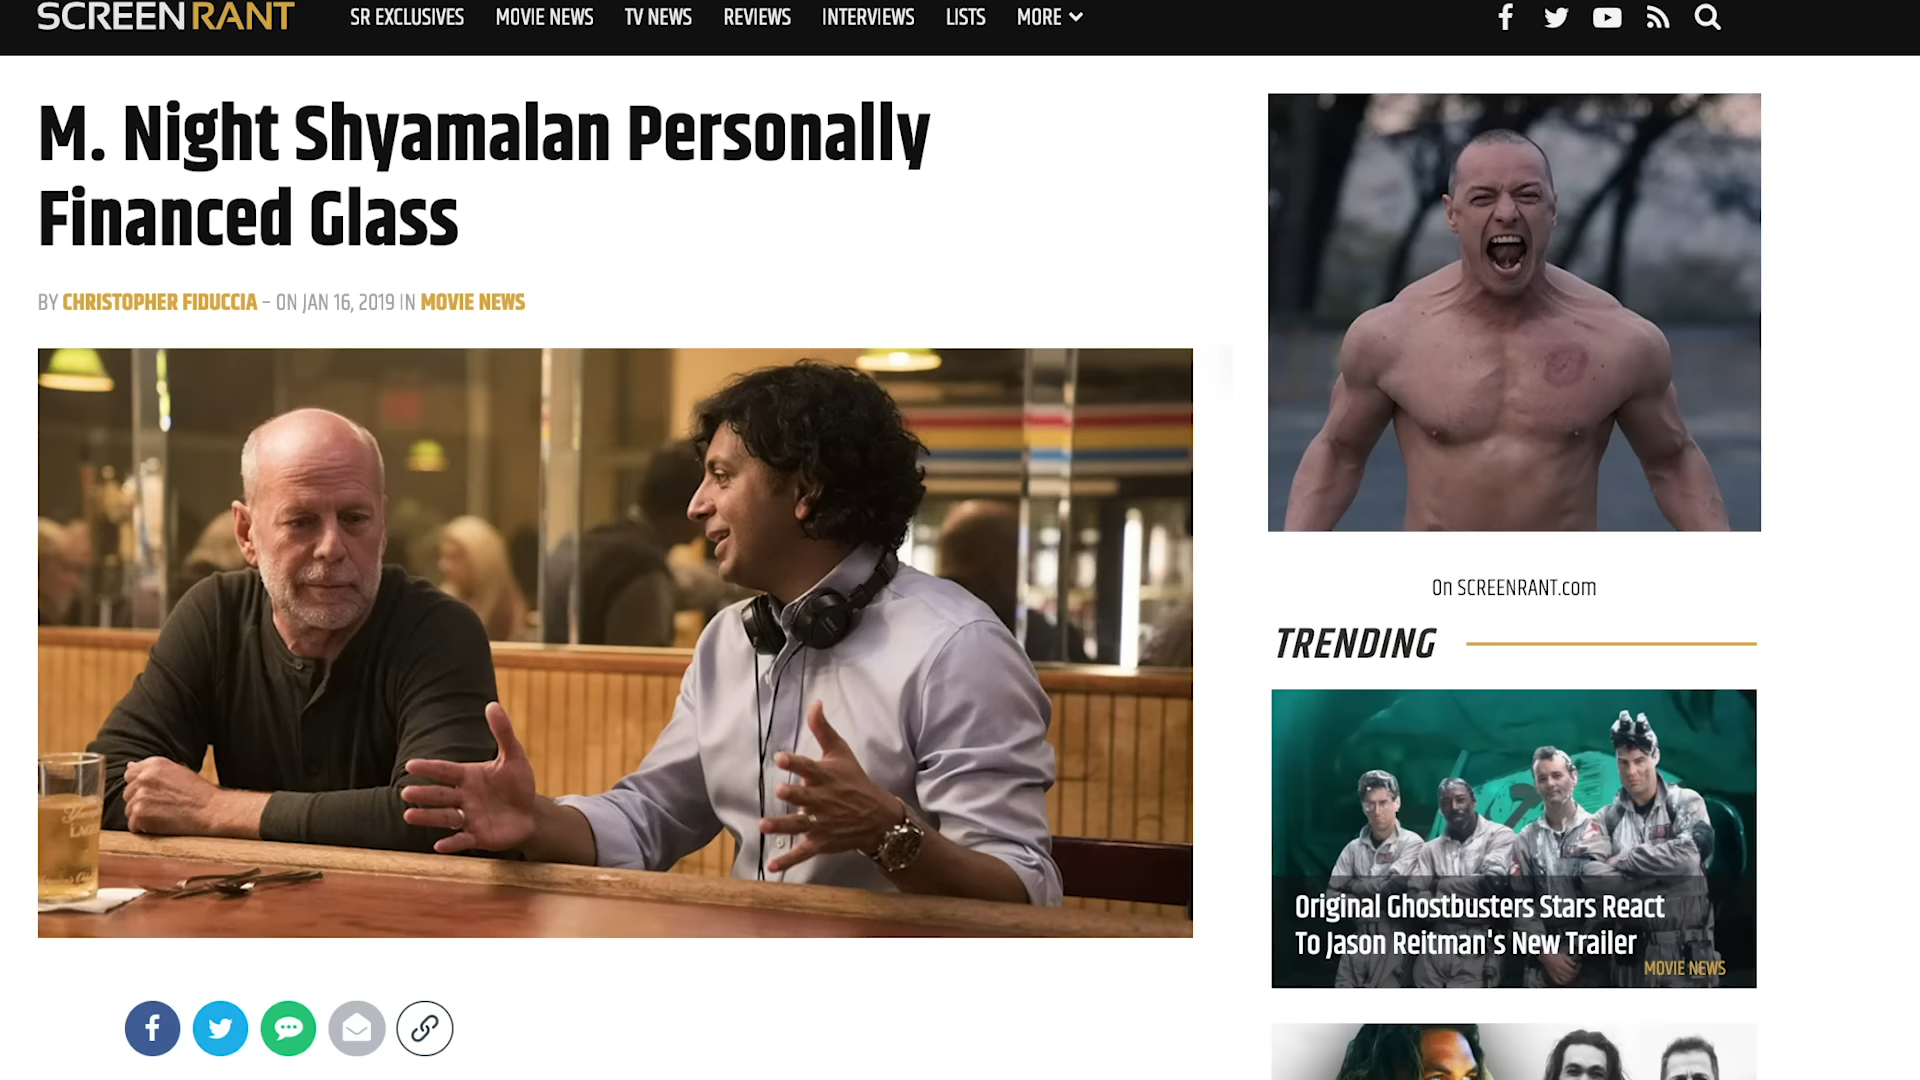 SCREENRANT
SR EXCLUSIVES MOVIE NEWS TV NEWS REVIEWS INTERVIEWS LISTS MORE
M. Night Shyamalan Personally
Financed Glass
BY CHRISTOPHER FIDUCCIA – ON JAN 16, 2019 IN MOVIE NEWS
On SCREENRANT.com
TRENDING
Original Ghostbusters Stars React
To Jason Reitman's New Trailer
MOVIE NEWS